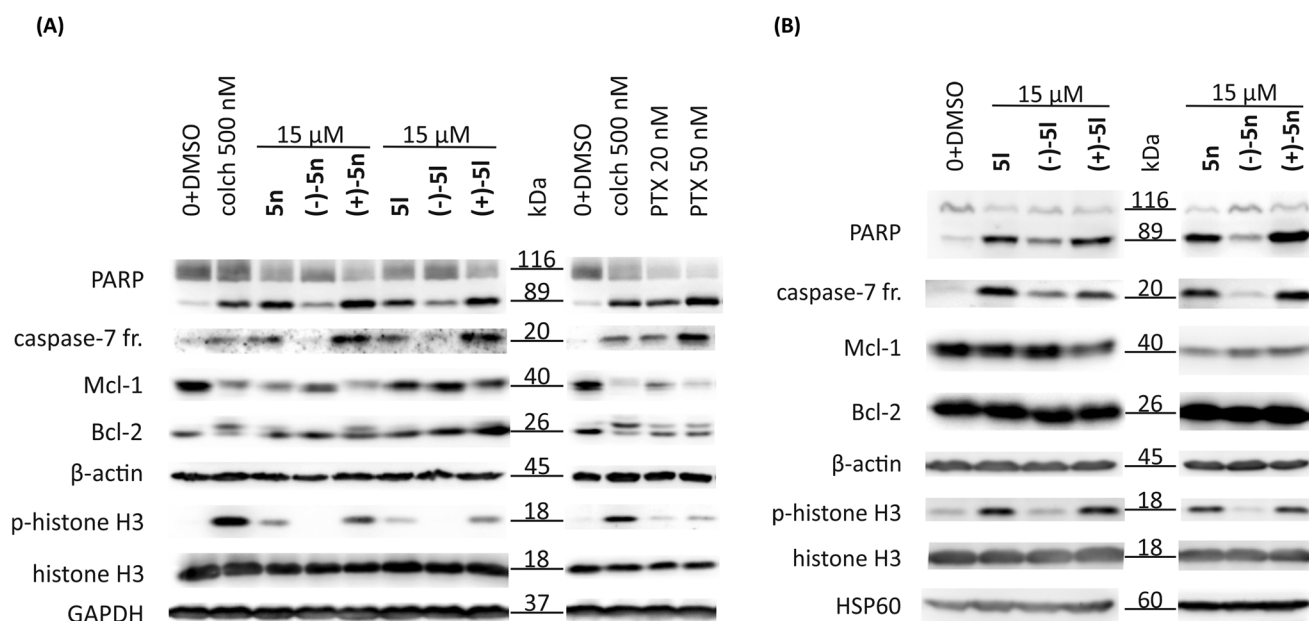 (A)
0+DMSO
colch 500 nM
15 µM
5n
(-)-5n
(+)-5n
15 µM
5l
(-)-5l
(+)-5l
kDa
0+DMSO
colch 500 nM
PTX 20 nM
PTX 50 nM
PARP
116
89
caspase-7 fr.
20
Mcl-1
40
Bcl-2
26
β-actin
45
p-histone H3
18
histone H3
18
GAPDH
37
(B)
0+DMSO
15 µM
5l
(-)-5l
(+)-5l
kDa
15 µM
5n
(-)-5n
(+)-5n
PARP
116
89
caspase-7 fr.
20
Mcl-1
40
Bcl-2
26
β-actin
45
p-histone H3
18
histone H3
18
HSP60
60